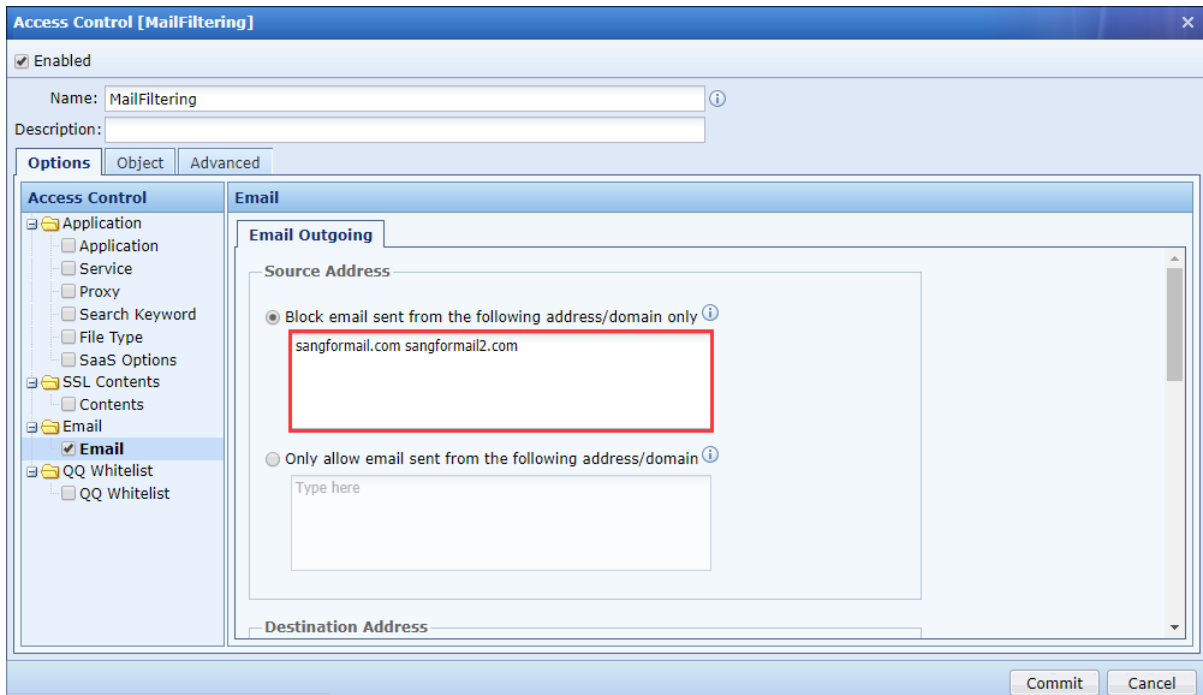 Access Control [MailFiltering]
Enabled
Name: MailFiltering
Description:
Options Object Advanced
Access Control
Application
Application
Service
Proxy
Search Keyword
File Type
SaaS Options
SSL Contents
Contents
Email
Email
QQ Whitelist
QQ Whitelist
Email
Email Outgoing
Source Address
Block email sent from the following address/domain only
sangformail.com sangformail2.com
Only allow email sent from the following address/domain
Type here
Destination Address
Commit Cancel